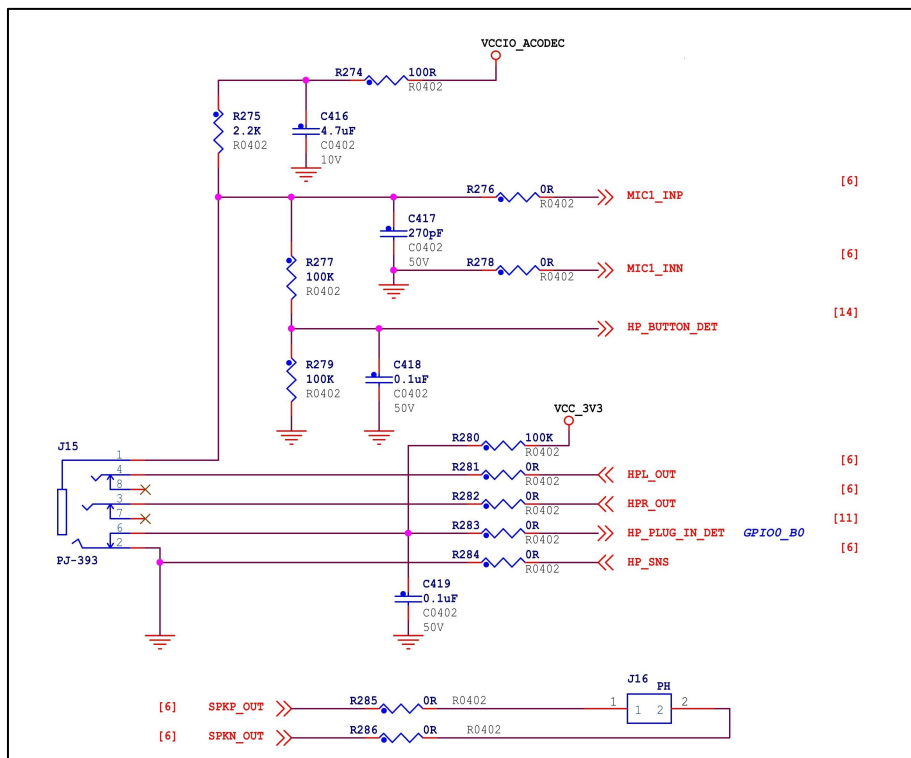 VCCIO_ACODEC
R274 100R
R0402
R275
2.2K
R0402
C416
4.7uF
C0402
10V
R276 0R
R0402
MIC1_INP
[6]
C417
270pF
C0402
50V
R277
100K
R0402
R278 0R
R0402
MIC1_INN
[6]
HP_BUTTON_DET
[14]
R279
100K
R0402
C418
0.1uF
C0402
50V
VCC_3V3
R280 100K
R0402
J15
1
4
8
3
7
6
2
PJ-393
R281 0R
R0402
HPL_OUT
[6]
R282 0R
R0402
HPR_OUT
[6]
R283 0R
R0402
HP_PLUG_IN_DET GPIO0_B0
[11]
R284 0R
R0402
HP_SNS
[6]
C419
0.1uF
C0402
50V
J16
PH
1 1 2 2
[6] SPKP_OUT R285 0R R0402
[6] SPKN_OUT R286 0R R0402